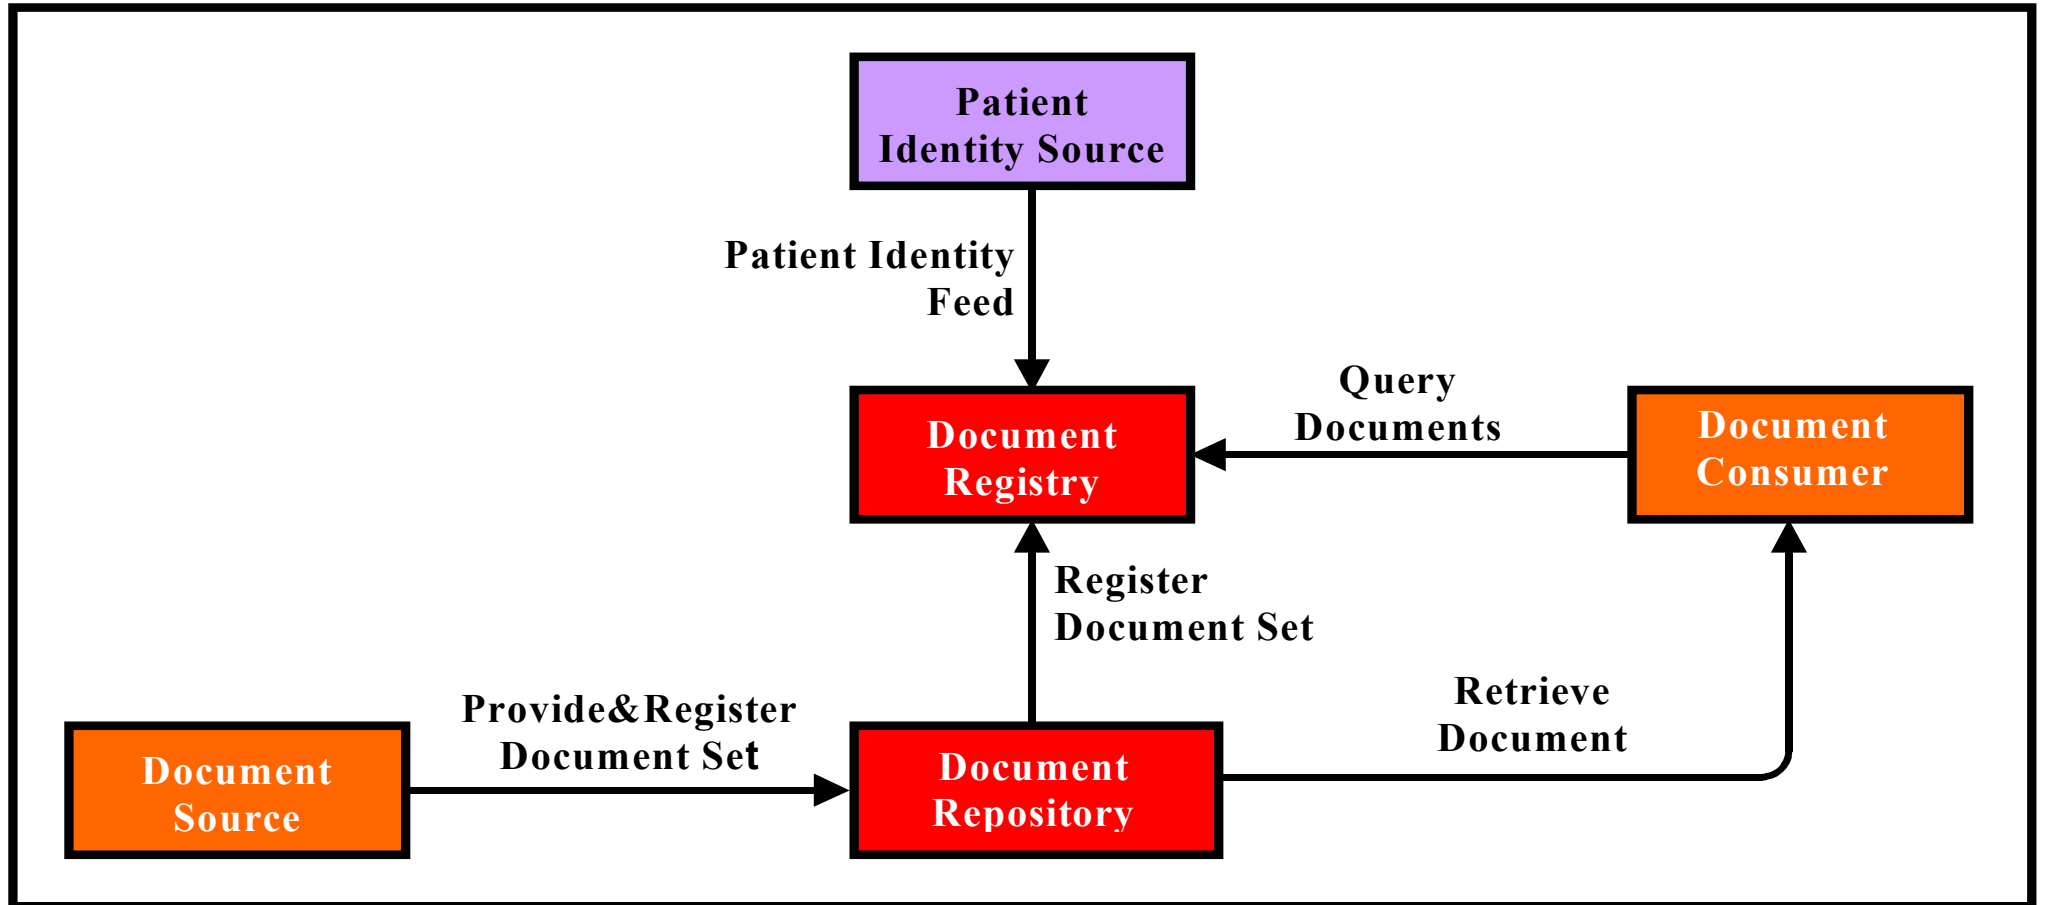 Patient
Identity Source
Patient Identity
Feed
Query
Documents
Document
Registry
Document
Consumer
Register
Document Set
Provide&Register
Document Set
Retrieve
Document
Document
Source
Document
Repository